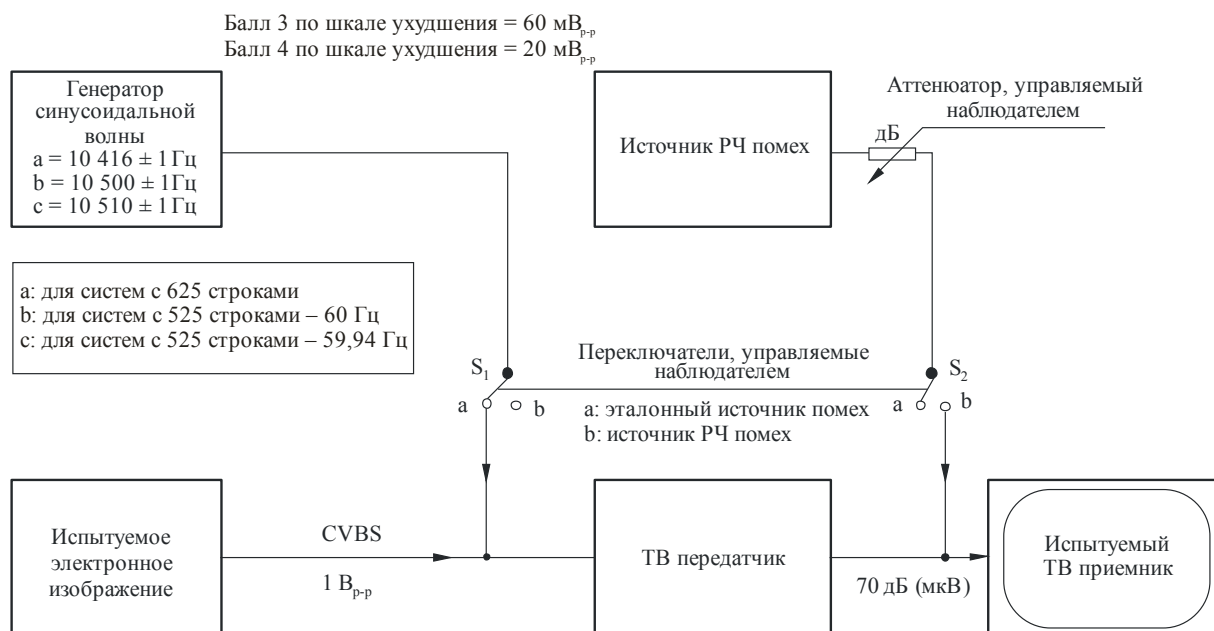 Балл 3 по шкале ухудшения = 60 мВp-p
Балл 4 по шкале ухудшения = 20 мВp-p
Генератор
синусоидальной
волны
a = 10 416 ± 1 Гц
b = 10 500 ± 1 Гц
c = 10 510 ± 1 Гц
Источник РЧ помех
дБ
Аттенюатор, управляемый
наблюдателем
a: для систем с 625 строками
b: для систем с 525 строками – 60 Гц
c: для систем с 525 строками – 59,94 Гц
S1
a
b
Переключатели, управляемые
наблюдателем
a: эталонный источник помех
b: источник РЧ помех
S2
a
b
Испытуемое
электронное
изображение
CVBS
1 Вp-p
ТВ передатчик
70 дБ (мкВ)
Испытуемый
ТВ приемник